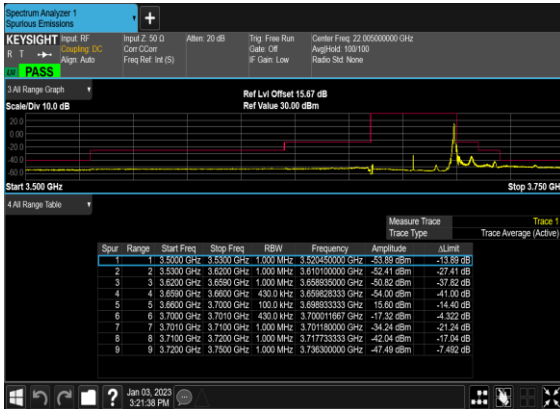 Spectrum Analyzer 1
Spurious Emissions
KEYSIGHT Input: RF Input Z: 50 Ω Atten: 20 dB Trig: Free Run Center Freq: 22.005000000 GHz
R T Coupling: DC Corr CCorr Gate: Off Avg|Hold: 100/100
Align: Auto Freq Ref: Int (S) IF Gain: Low Radio Std: None
PASS
3 All Range Graph Ref Lvl Offset 15.67 dB
Scale/Div 10.0 dB Ref Value 30.00 dBm
20.0
0.00
-20.0
-40.0
-60.0
Start 3.500 GHz Stop 3.750 GHz
4 All Range Table
Measure Trace Trace 1
Trace Type Trace Average (Active)
Spur Range Start Freq Stop Freq RBW Frequency Amplitude ΔLimit
1 1 3.5000 GHz 3.5300 GHz 1.000 MHz 3.520450000 GHz -53.89 dBm -13.89 dB
2 2 3.5300 GHz 3.6200 GHz 1.000 MHz 3.610100000 GHz -52.41 dBm -27.41 dB
3 3 3.6200 GHz 3.6590 GHz 1.000 MHz 3.658935000 GHz -50.82 dBm -37.82 dB
4 4 3.6590 GHz 3.6600 GHz 430.0 kHz 3.659828333 GHz -54.00 dBm -41.00 dB
5 5 3.6600 GHz 3.7000 GHz 100.0 kHz 3.698933333 GHz 15.60 dBm -14.40 dB
6 6 3.7000 GHz 3.7010 GHz 430.0 kHz 3.700011667 GHz -17.32 dBm -4.322 dB
7 7 3.7010 GHz 3.7100 GHz 1.000 MHz 3.701180000 GHz -34.24 dBm -21.24 dB
8 8 3.7100 GHz 3.7200 GHz 1.000 MHz 3.717733333 GHz -42.04 dBm -17.04 dB
9 9 3.7200 GHz 3.7500 GHz 1.000 MHz 3.736300000 GHz -47.49 dBm -7.492 dB
Jan 03, 2023
3:21:38 PM